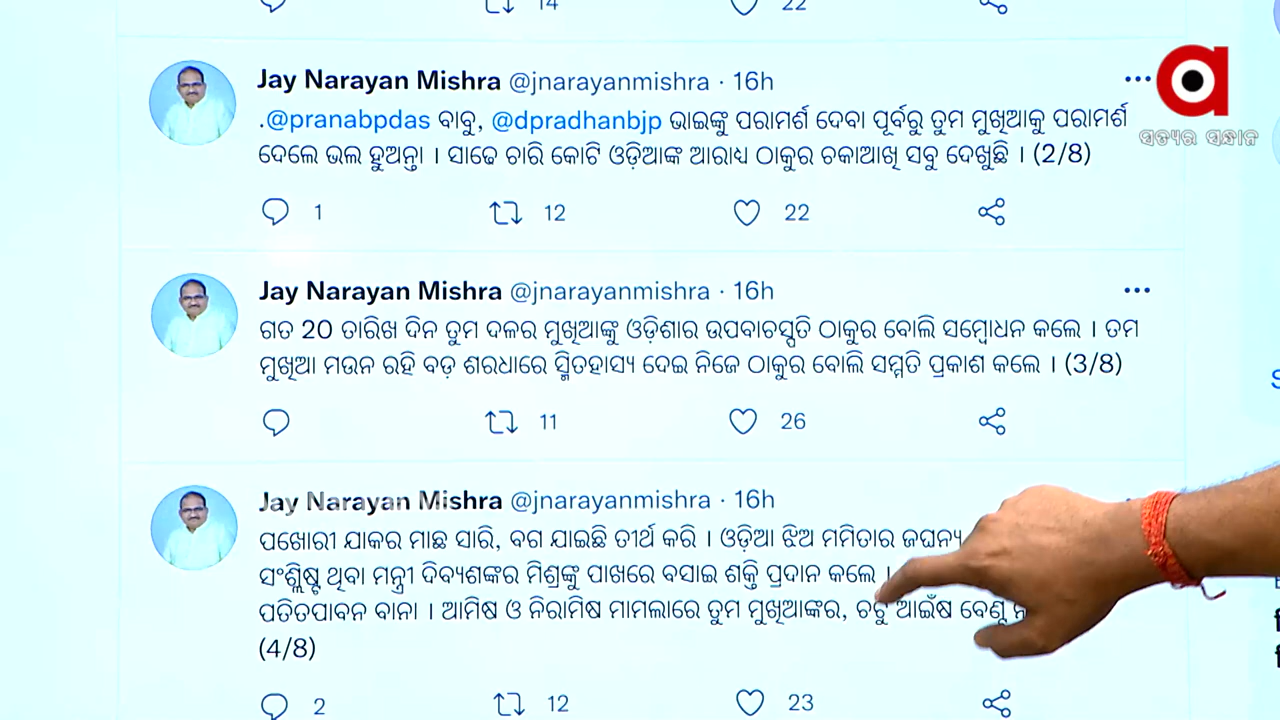 14 22
Jay Narayan Mishra @jnarayanmishra · 16h
.@pranabpdas ବାବୁ, @dpradhanbjp ଭାଇଙ୍କୁ ପରାମର୍ଶ ଦେବା ପୂର୍ବରୁ ତୁମ ମୁଖିଆକୁ ପରାମର୍ଶ
ଦେଲେ ଭଲ ହୁଅନ୍ତା । ସାଢେ ଚାରି କୋଟି ଓଡ଼ିଆଙ୍କ ଆରାଧ୍ୟ ଠାକୁର ଚକାଆଖି ସବୁ ଦେଖୁଛି । (2/8)
1 12 22
ସତ୍ୟର ସନ୍ଧାନ
Jay Narayan Mishra @jnarayanmishra · 16h
ଗତ 20 ତାରିଖ ଦିନ ତୁମ ଦଳର ମୁଖିଆଙ୍କୁ ଓଡ଼ିଶାର ଉପବାଚସ୍ପତି ଠାକୁର ବୋଲି ସମ୍ବୋଧନ କଲେ । ତମ
ମୁଖିଆ ମଉନ ରହି ବଡ଼ ଶରଧାରେ ସ୍ମିତହାସ୍ୟ ଦେଇ ନିଜେ ଠାକୁର ବୋଲି ସମ୍ମତି ପ୍ରକାଶ କଲେ । (3/8)
11 26
Jay Narayan Mishra @jnarayanmishra · 16h
ପଖୋରୀ ଯାକର ମାଛ ସାରି, ବଗ ଯାଇଛି ତୀର୍ଥ କରି । ଓଡ଼ିଆ ଝିଅ ମମିତାର ଜଘନ୍ୟ
ସଂଶ୍ଲିଷ୍ଟ ଥିବା ମନ୍ତ୍ରୀ ଦିବ୍ୟଶଙ୍କର ମିଶ୍ରଙ୍କୁ ପାଖରେ ବସାଇ ଶକ୍ତି ପ୍ରଦାନ କଲେ ।
ପତିତପାବନ ବାନା । ଆମିଷ ଓ ନିରାମିଷ ମାମଲାରେ ତୁମ ମୁଖିଆଙ୍କର, ଚଟୁ ଆଇଁଷ ବେଣ୍ଟ
(4/8)
2 12 23